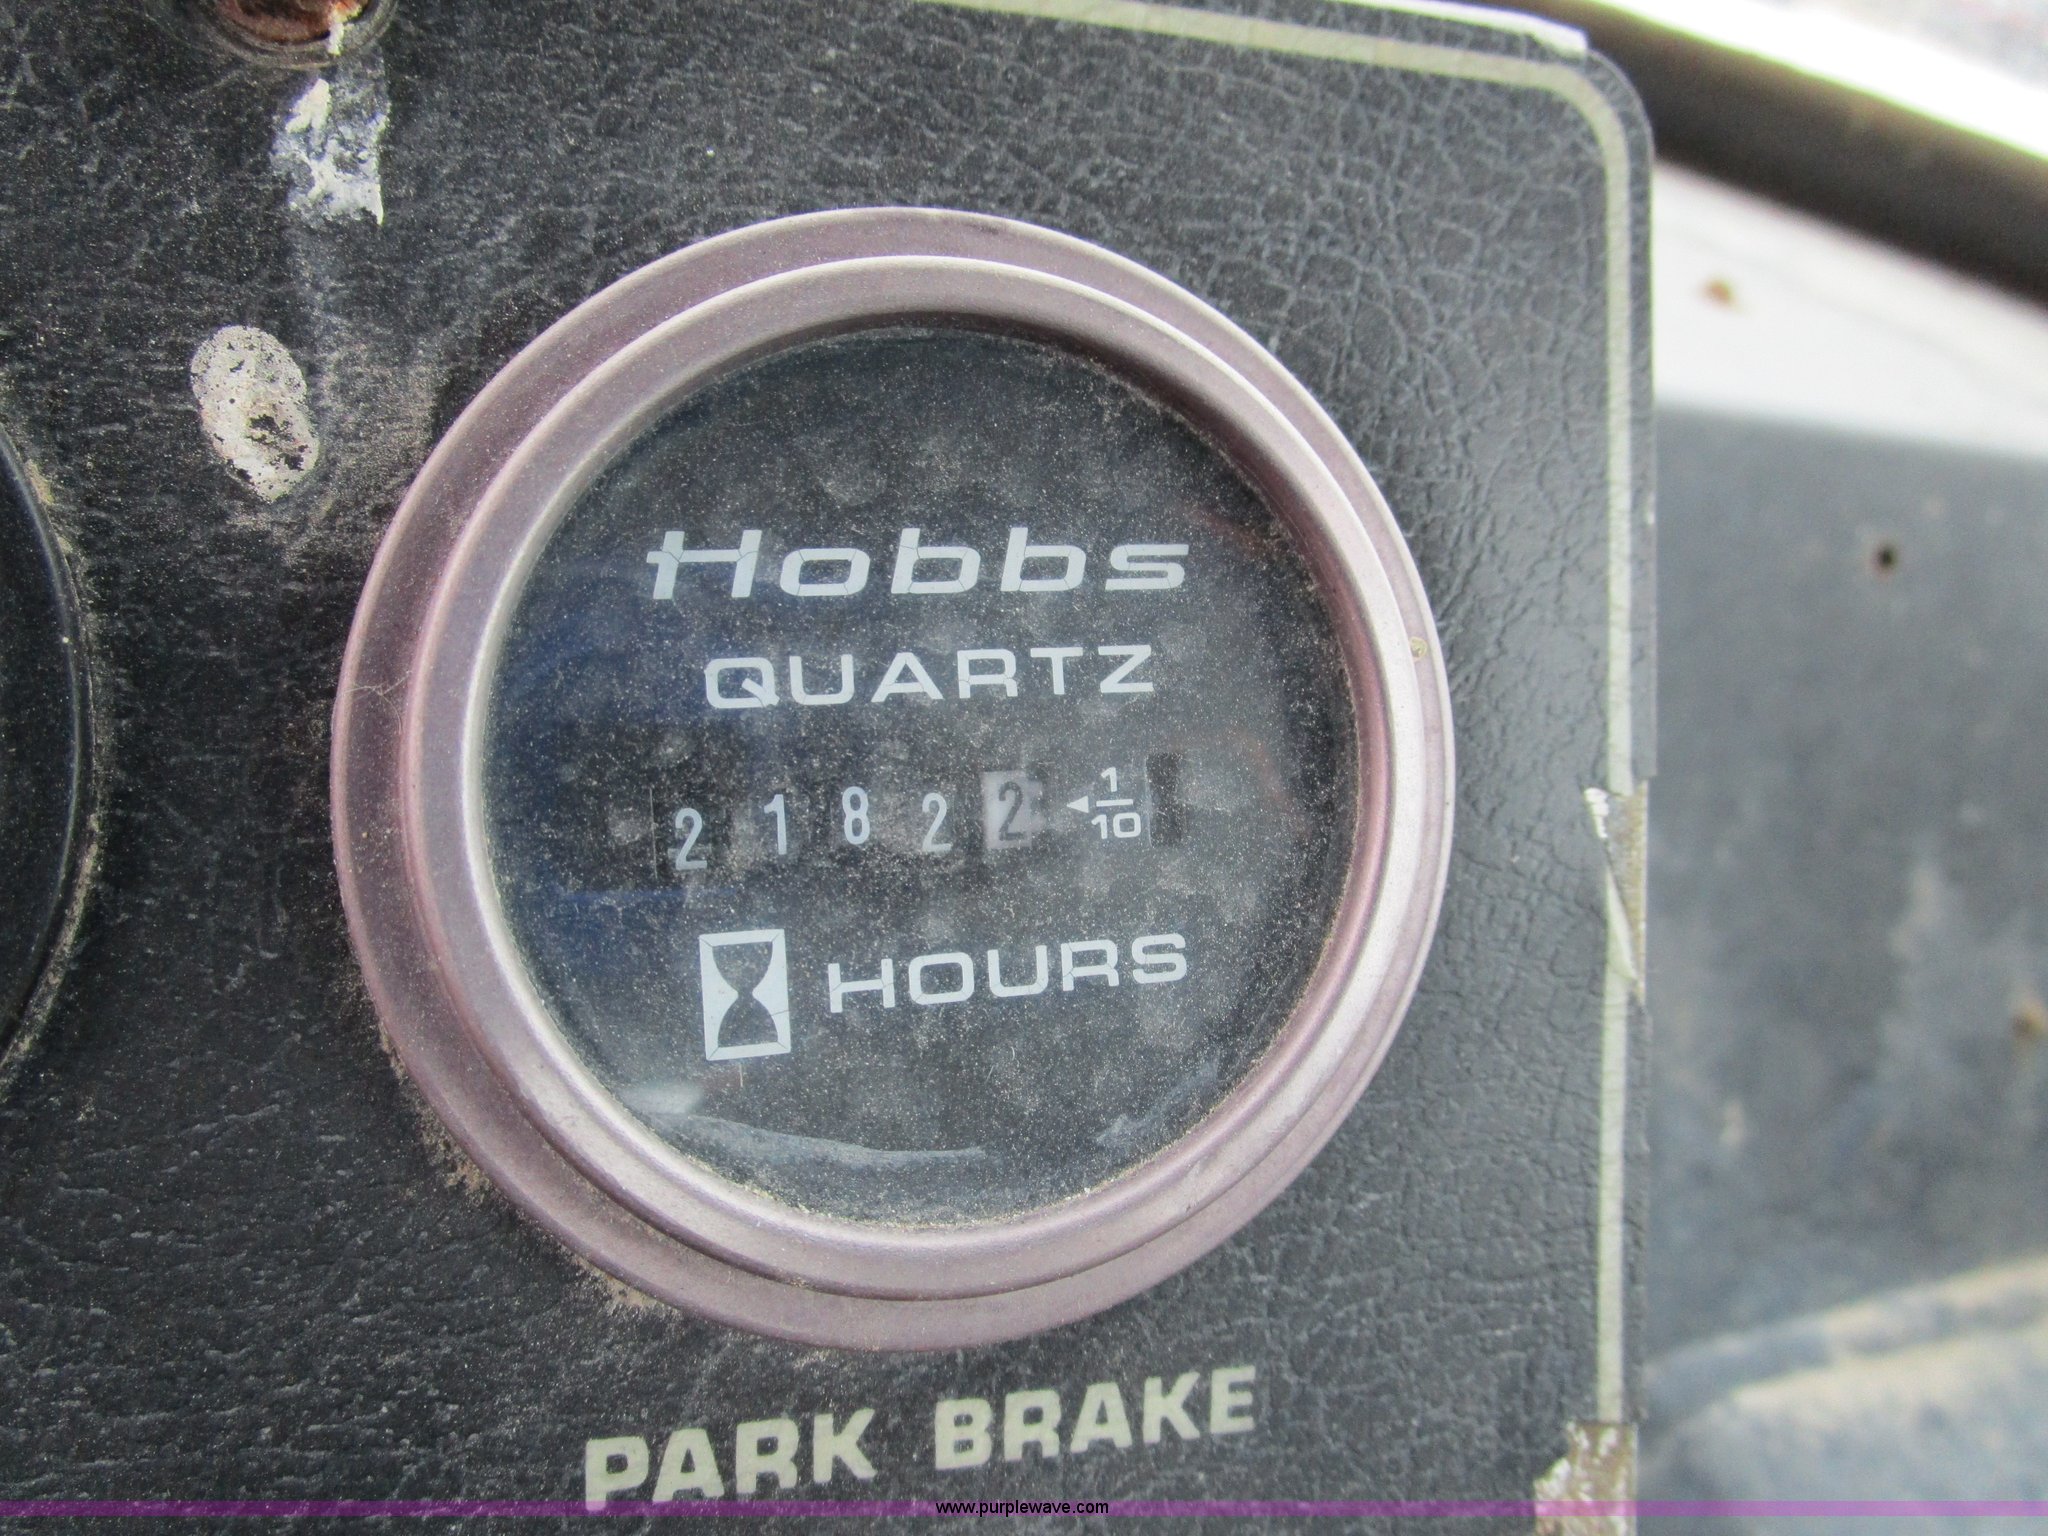 Hobbs
QUARTZ
2 1 8 2 2 ◄ 1/10
HOURS
PARK BRAKE
www.purplewave.com